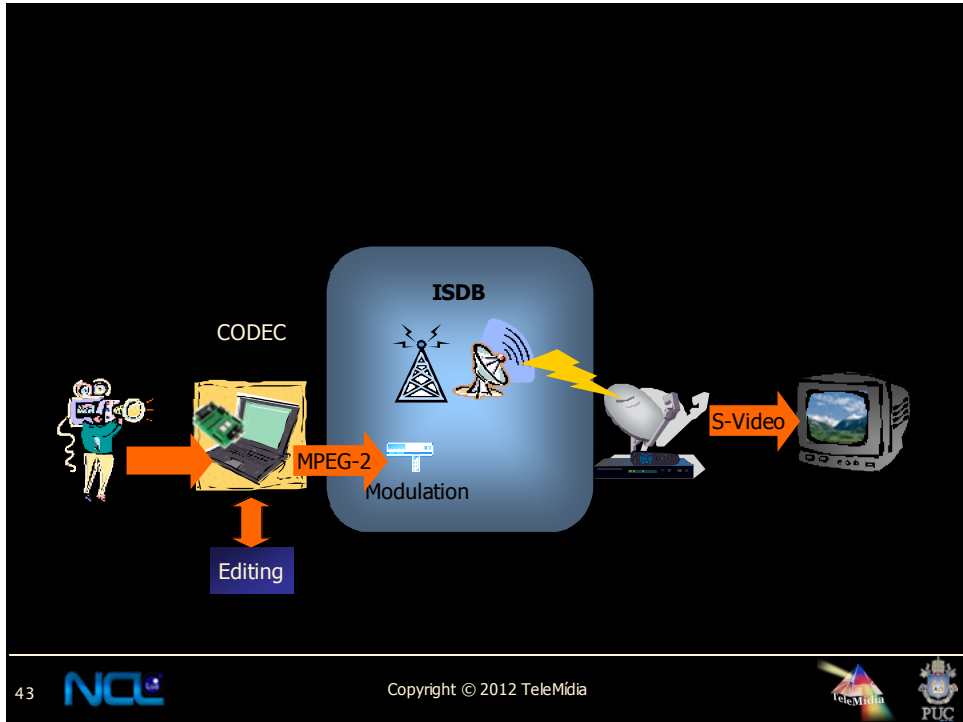 ISDB
CODEC
S-Video
MPEG-2
Modulation
Editing
43
NCL
Copyright © 2012 TeleMídia
TeleMídia
PUC